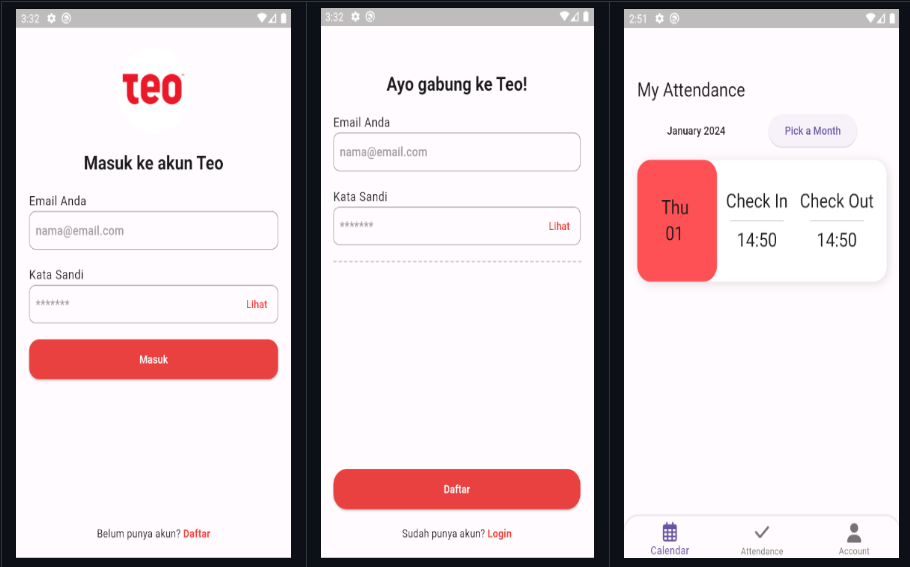 3:32
teo
Masuk ke akun Teo
Email Anda
nama@email.com
Kata Sandi
*******
Lihat
Masuk
Belum punya akun? Daftar
3:32
Ayo gabung ke Teo!
Email Anda
nama@email.com
Kata Sandi
*******
Lihat
Daftar
Sudah punya akun? Login
2:51
My Attendance
January 2024
Pick a Month
Thu
01
Check In
14:50
Check Out
14:50
Calendar
Attendance
Account